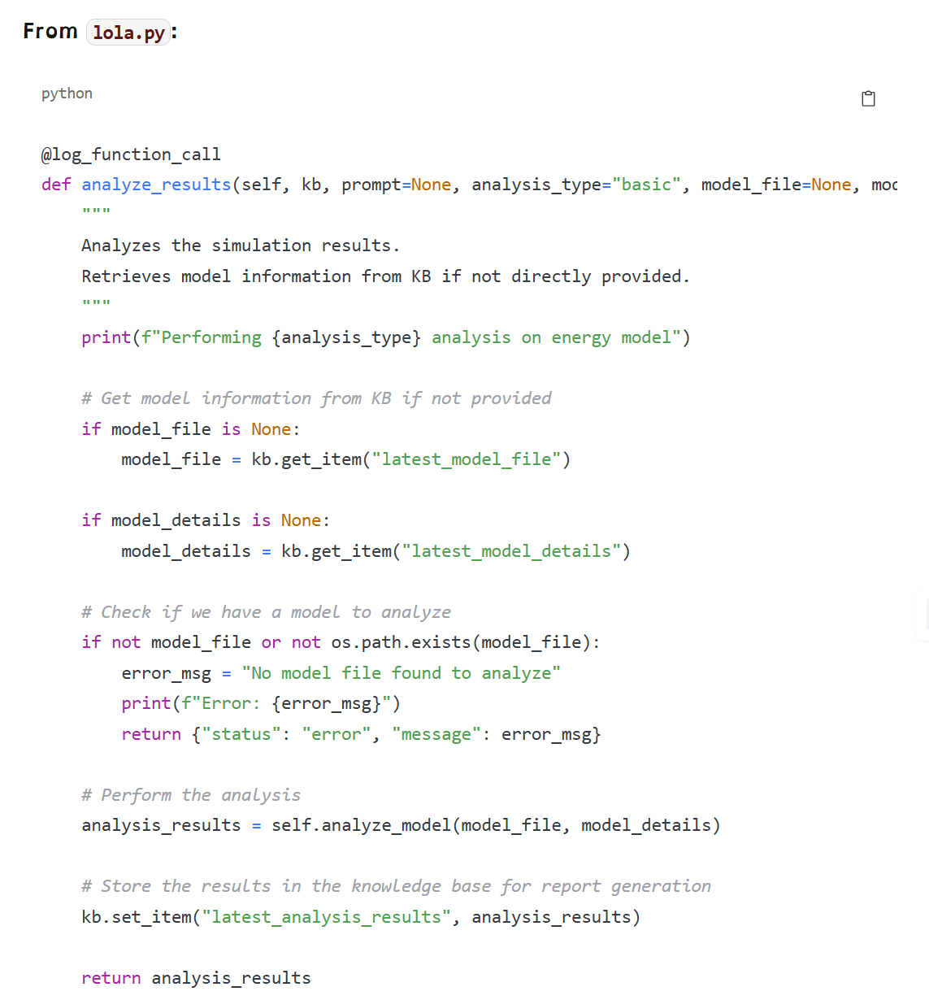 From lola.py:
python
@log_function_call
def analyze_results(self, kb, prompt=None, analysis_type="basic", model_file=None,
    """
    Analyzes the simulation results.
    Retrieves model information from KB if not directly provided.
    """
    print(f"Performing {analysis_type} analysis on energy model")
    # Get model information from KB if not provided
    if model_file is None:
        model_file = kb.get_item("latest_model_file")
    if model_details is None:
        model_details = kb.get_item("latest_model_details")
    # Check if we have a model to analyze
    if not model_file or not os.path.exists(model_file):
        error_msg = "No model file found to analyze"
        print(f"Error: {error_msg}")
        return {"status": "error", "message": error_msg}
    # Perform the analysis
    analysis_results = self.analyze_model(model_file, model_details)
    # Store the results in the knowledge base for report generation
    kb.set_item("latest_analysis_results", analysis_results)
    return analysis_results